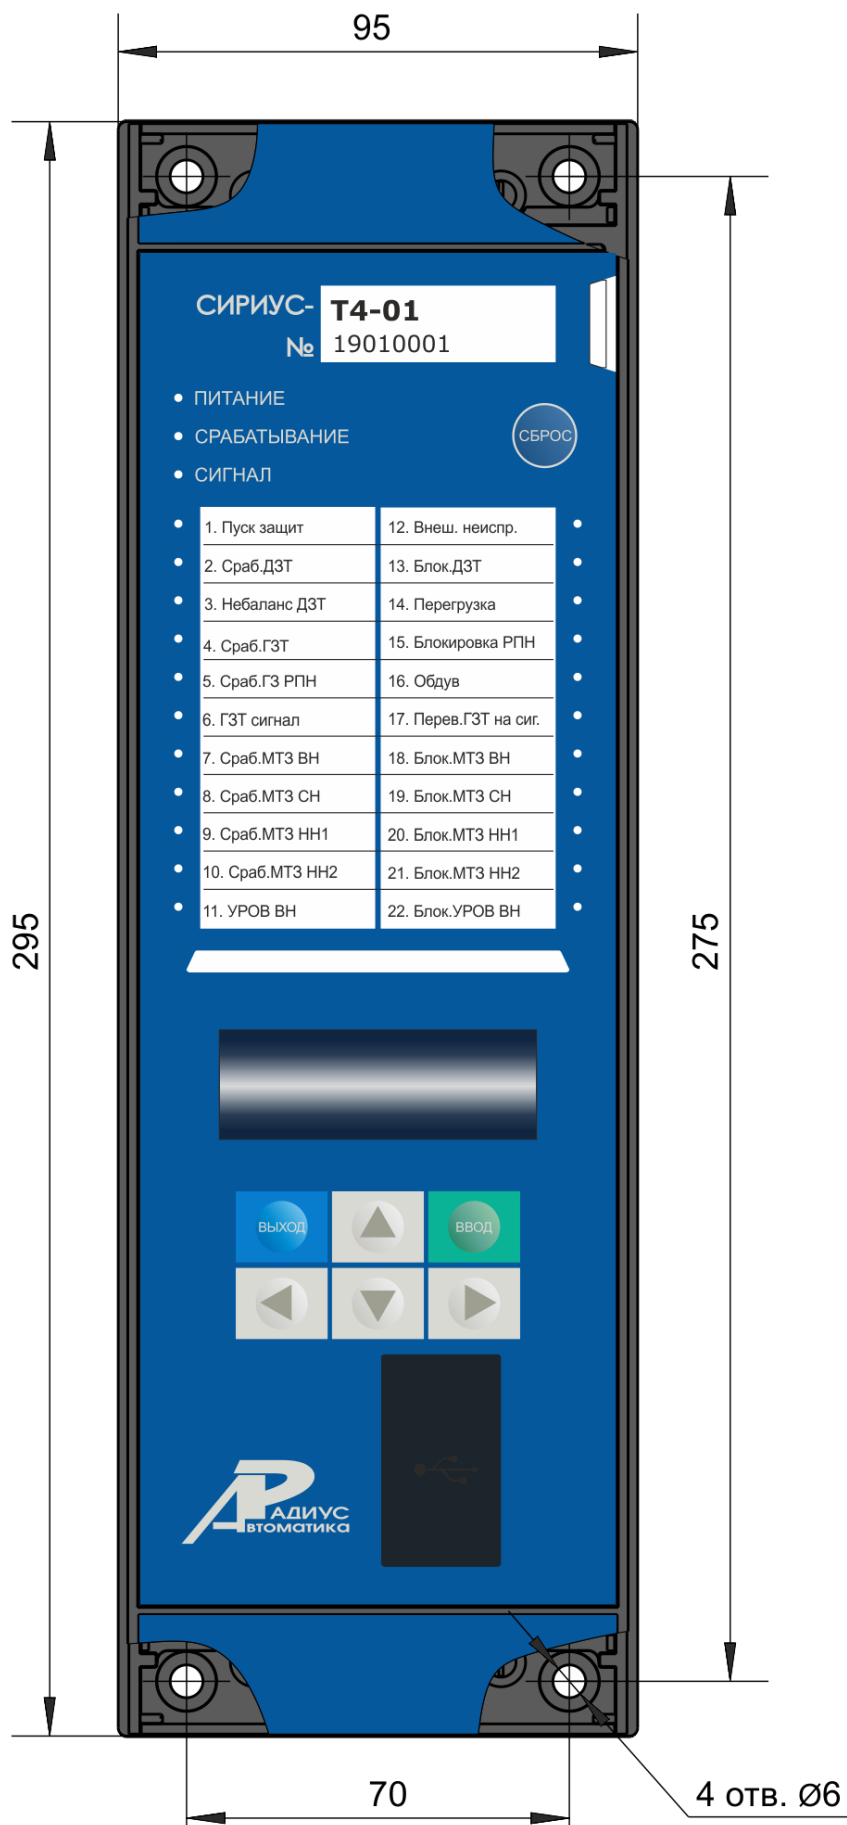 95
СИРИУС- T4-01
№ 19010001
ПИТАНИЕ
СРАБАТЫВАНИЕ
СБРОС
СИГНАЛ
1. Пуск защит
12. Внеш. неиспр.
2. Сраб.ДЗТ
13. Блок.ДЗТ
3. Небаланс ДЗТ
14. Перегрузка
4. Сраб.ГЗТ
15. Блокировка РПН
5. Сраб.ГЗ РПН
16. Обдув
6. ГЗТ сигнал
17. Перев.ГЗТ на сиг.
7. Сраб.МТЗ ВН
18. Блок.МТЗ ВН
8. Сраб.МТЗ СН
19. Блок.МТЗ СН
9. Сраб.МТЗ НН1
20. Блок.МТЗ НН1
10. Сраб.МТЗ НН2
21. Блок.МТЗ НН2
11. УРОВ ВН
22. Блок.УРОВ ВН
295
275
ВЫХОД
ВВОД
РАДИУС
Автоматика
70
4 отв. Ø6